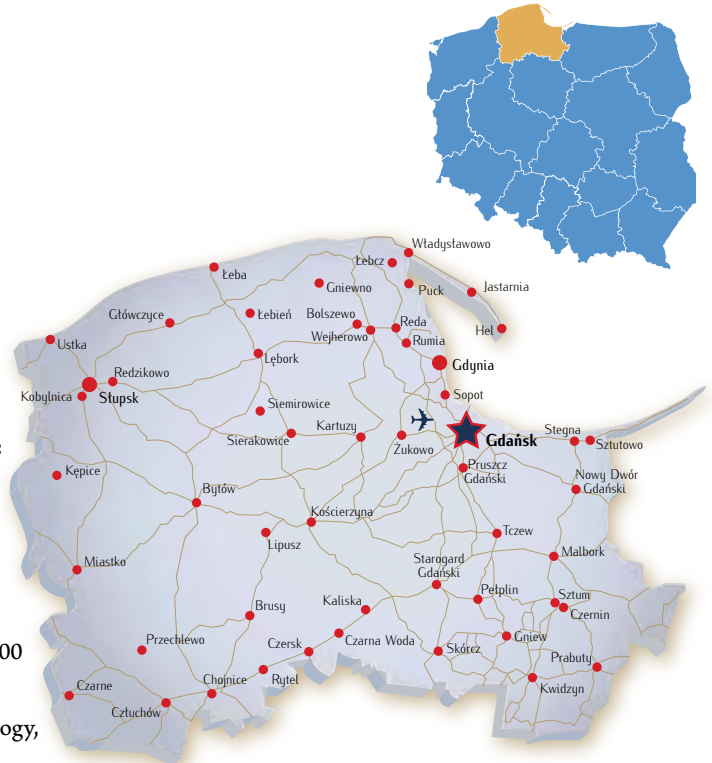 Władysławowo
Łebcz
Łeba
Gniewno
Puck
Jastarnia
Główczyce
Łebień
Bolszewo
Reda
Hel
Wejherowo
Rumia
Ustka
Lębork
Gdynia
Redzikowo
Kobylnica
Słupsk
Sopot
Siemirowice
Sierakowice
Kartuzy
Żukowo
Gdańsk
Stegna
Sztutowo
Kępice
Pruszcz
Gdański
Nowy Dwór
Gdański
Bytów
Kościerzyna
Lipusz
Tczew
Miastko
Starogard
Gdański
Malbork
Pelplin
Sztum
Czernin
Brusy
Kaliska
Przechlewo
Czersk
Czarna Woda
Skórcz
Gniew
00
Prabuty
Czarne
Chojnice
Rytel
Kwidzyn
Człuchów
ogy,